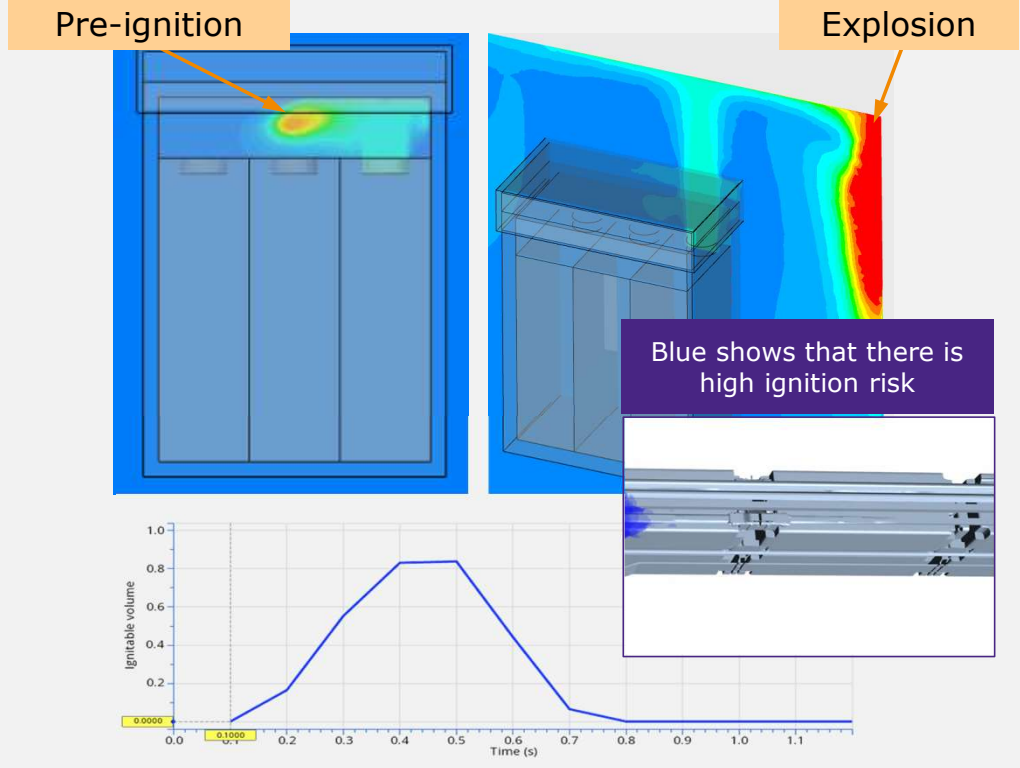 Pre-ignition
Explosion
Blue shows that there is
high ignition risk
Ignitable volume
1.0
0.8
0.6
0.4
0.2
0.0000
0.1000
0.0 0.1 0.2 0.3 0.4 0.5 0.6 0.7 0.8 0.9 1.0 1.1
Time (s)